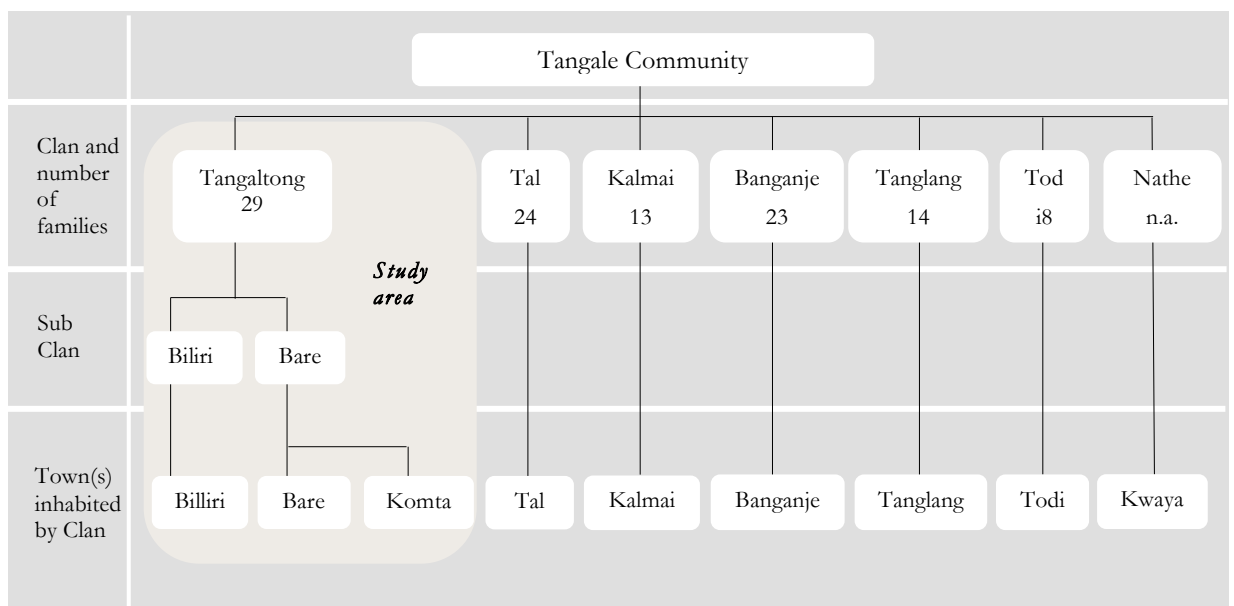 Tangale Community
Clan and
number
of
families
Tangaltong
29
Tal
24
Kalmai
13
Banganje
23
Tanglang
14
Tod
i8
Nathe
n.a.
Study
area
Sub
Clan
Biliri
Bare
Town(s)
inhabited
by Clan
Billiri
Bare
Komta
Tal
Kalmai
Banganje
Tanglang
Todi
Kwaya